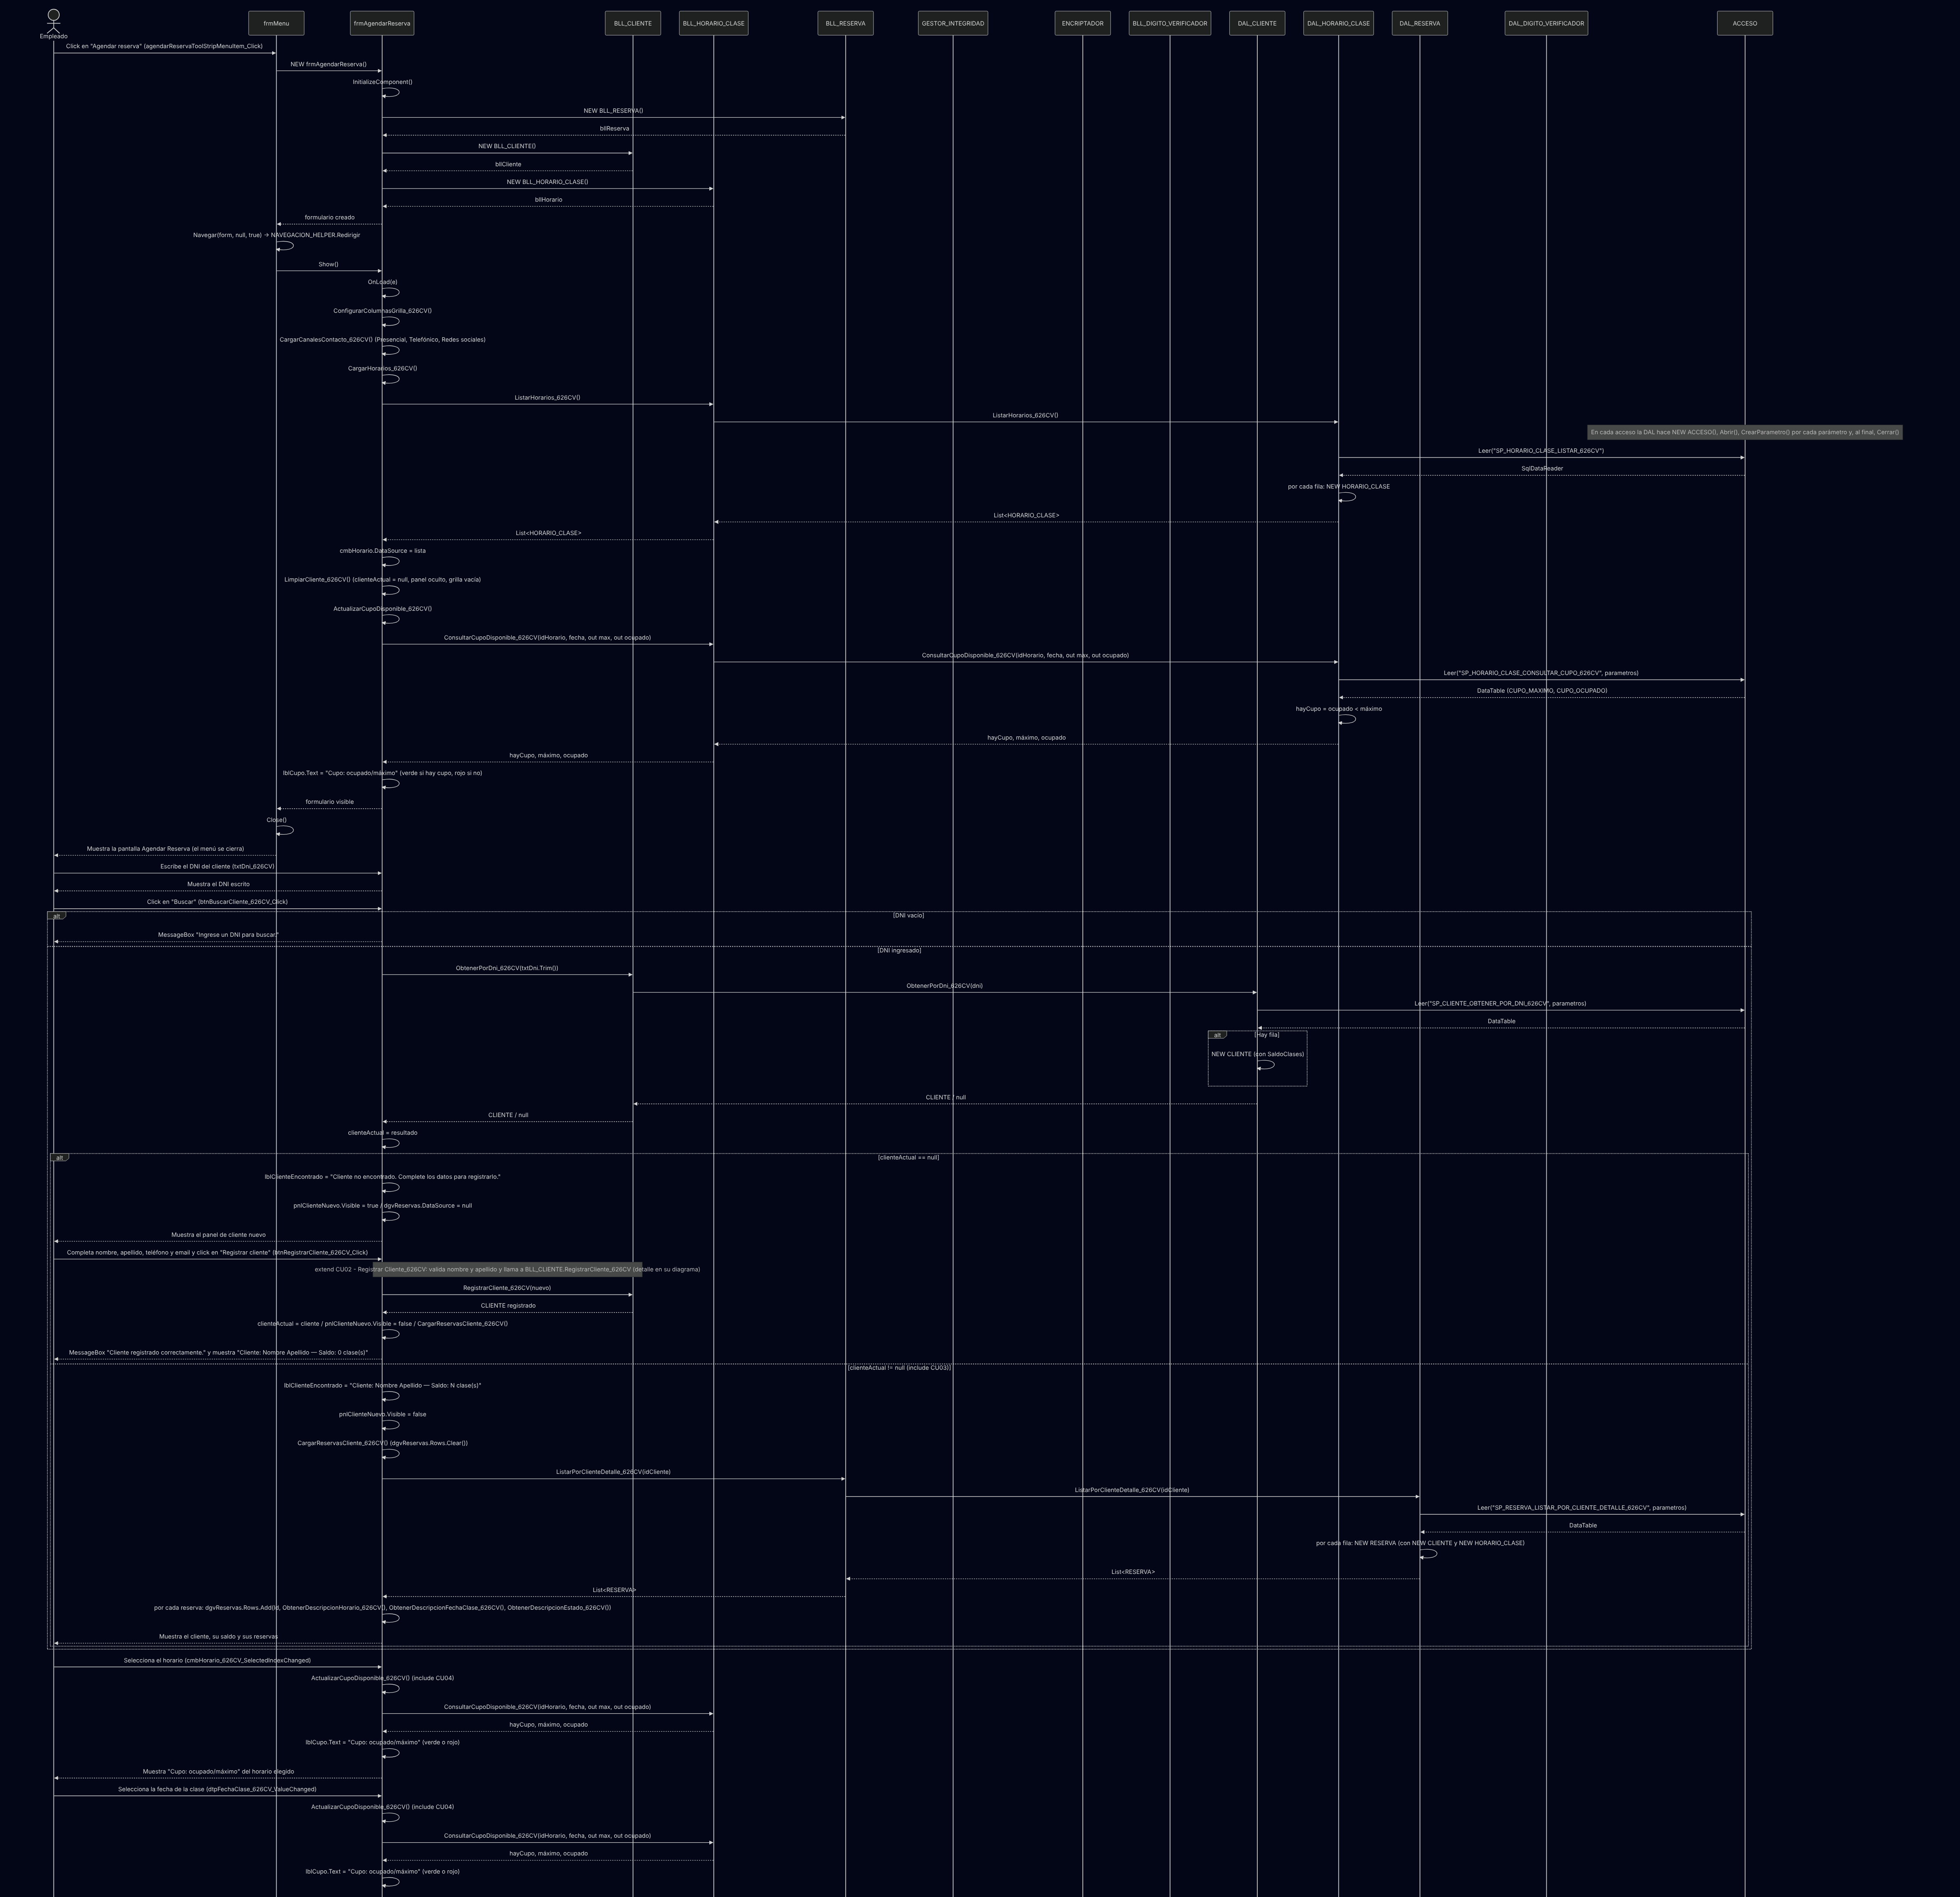 Empleado
frmMenu
frmAgendarReserva
BLL_CLIENTE
BLL_HORARIO_CLASE
BLL_RESERVA
GESTOR_INTEGRIDAD
ENCRIPTADOR
BLL_DIGITO_VERIFICADOR
DAL_CLIENTE
DAL_HORARIO_CLASE
DAL_RESERVA
DAL_DIGITO_VERIFICADOR
ACCESO
Click en "Agendar reserva" (agendarReservaToolStripMenuItem_Click)
NEW frmAgendarReserva()
InitializeComponent()
NEW BLL_RESERVA()
bllReserva
NEW BLL_CLIENTE()
bllCliente
NEW BLL_HORARIO_CLASE()
bllHorario
formulario creado
Navegar(form, null, true) → NAVEGACION_HELPER.Redirigir
Show()
OnLoad(e)
ConfigurarColumnasGrilla_626CV()
CargarCanalesContacto_626CV() (Presencial, Telefónico, Redes sociales)
CargarHorarios_626CV()
ListarHorarios_626CV()
ListarHorarios_626CV()
En cada acceso la DAL hace NEW ACCESO(), Abrir(), CrearParametro() por cada parámetro y, al final, Cerrar()
Leer("SP_HORARIO_CLASE_LISTAR_626CV")
SqlDataReader
por cada fila: NEW HORARIO_CLASE
List<HORARIO_CLASE>
List<HORARIO_CLASE>
cmbHorario.DataSource = lista
LimpiarCliente_626CV() (clienteActual = null, panel oculto, grilla vacía)
ActualizarCupoDisponible_626CV()
ConsultarCupoDisponible_626CV(idHorario, fecha, out max, out ocupado)
ConsultarCupoDisponible_626CV(idHorario, fecha, out max, out ocupado)
Leer("SP_HORARIO_CLASE_CONSULTAR_CUPO_626CV", parametros)
DataTable (CUPO_MAXIMO, CUPO_OCUPADO)
hayCupo = ocupado < máximo
hayCupo, máximo, ocupado
hayCupo, máximo, ocupado
lblCupo.Text = "Cupo: ocupado/máximo" (verde si hay cupo, rojo si no)
formulario visible
Close()
Muestra la pantalla Agendar Reserva (el menú se cierra)
Escribe el DNI del cliente (txtDni_626CV)
Muestra el DNI escrito
Click en "Buscar" (btnBuscarCliente_626CV_Click)
alt
[DNI vacío]
MessageBox "Ingrese un DNI para buscar."
[DNI ingresado]
ObtenerPorDni_626CV(txtDni.Trim())
ObtenerPorDni_626CV(dni)
Leer("SP_CLIENTE_OBTENER_POR_DNI_626CV", parametros)
DataTable
alt
[Hay fila]
NEW CLIENTE (con SaldoClases)
CLIENTE / null
CLIENTE / null
clienteActual = resultado
alt
[clienteActual == null]
lblClienteEncontrado = "Cliente no encontrado. Complete los datos para registrarlo."
pnlClienteNuevo.Visible = true / dgvReservas.DataSource = null
Muestra el panel de cliente nuevo
Completa nombre, apellido, teléfono y email y click en "Registrar cliente" (btnRegistrarCliente_626CV_Click)
extend CU02 - Registrar Cliente_626CV: valida nombre y apellido y llama a BLL_CLIENTE.RegistrarCliente_626CV (detalle en su diagrama)
RegistrarCliente_626CV(nuevo)
CLIENTE registrado
clienteActual = cliente / pnlClienteNuevo.Visible = false / CargarReservasCliente_626CV()
MessageBox "Cliente registrado correctamente." y muestra "Cliente: Nombre Apellido — Saldo: 0 clase(s)"
[clienteActual != null (include CU03)]
lblClienteEncontrado = "Cliente: Nombre Apellido — Saldo: N clase(s)"
pnlClienteNuevo.Visible = false
CargarReservasCliente_626CV() (dgvReservas.Rows.Clear())
ListarPorClienteDetalle_626CV(idCliente)
ListarPorClienteDetalle_626CV(idCliente)
Leer("SP_RESERVA_LISTAR_POR_CLIENTE_DETALLE_626CV", parametros)
DataTable
por cada fila: NEW RESERVA (con NEW CLIENTE y NEW HORARIO_CLASE)
List<RESERVA>
List<RESERVA>
por cada reserva: dgvReservas.Rows.Add(id, ObtenerDescripcionHorario_626CV(), ObtenerDescripcionFechaClase_626CV(), ObtenerDescripcionEstado_626CV())
Muestra el cliente, su saldo y sus reservas
Selecciona el horario (cmbHorario_626CV_SelectedIndexChanged)
ActualizarCupoDisponible_626CV() (include CU04)
ConsultarCupoDisponible_626CV(idHorario, fecha, out max, out ocupado)
hayCupo, máximo, ocupado
lblCupo.Text = "Cupo: ocupado/máximo" (verde o rojo)
Muestra "Cupo: ocupado/máximo" del horario elegido
Selecciona la fecha de la clase (dtpFechaClase_626CV_ValueChanged)
ActualizarCupoDisponible_626CV() (include CU04)
ConsultarCupoDisponible_626CV(idHorario, fecha, out max, out ocupado)
hayCupo, máximo, ocupado
lblCupo.Text = "Cupo: ocupado/máximo" (verde o rojo)